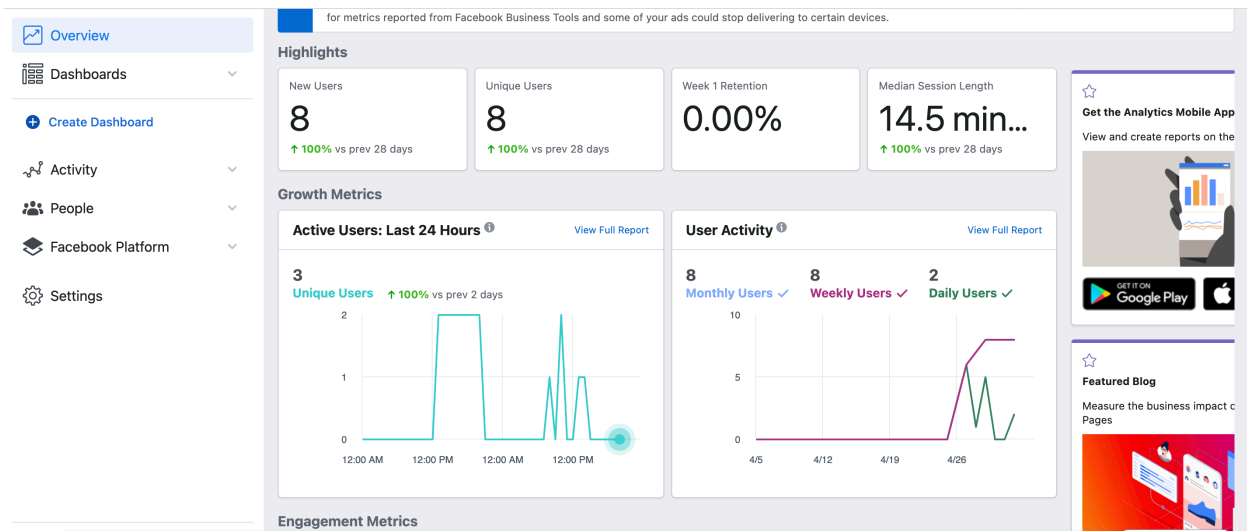 Overview
Dashboards
Create Dashboard
Activity
People
Facebook Platform
Settings
for metrics reported from Facebook Business Tools and some of your ads could stop delivering to certain devices.
Highlights
New Users
8
100% vs prev 28 days
Unique Users
8
100% vs prev 28 days
Week 1 Retention
0.00%
Median Session Length
14.5 min...
100% vs prev 28 days
Growth Metrics
Active Users: Last 24 Hours
View Full Report
3
Unique Users
100% vs prev 2 days
2
1
0
12:00 AM 12:00 PM 12:00 AM 12:00 PM
User Activity
View Full Report
8 8 2
Monthly Users Weekly Users Daily Users
10
5
0
4/5 4/12 4/19 4/26
Engagement Metrics
Get the Analytics Mobile App
View and create reports on the
GET IT ON
Google Play
Featured Blog
Measure the business impact
Pages